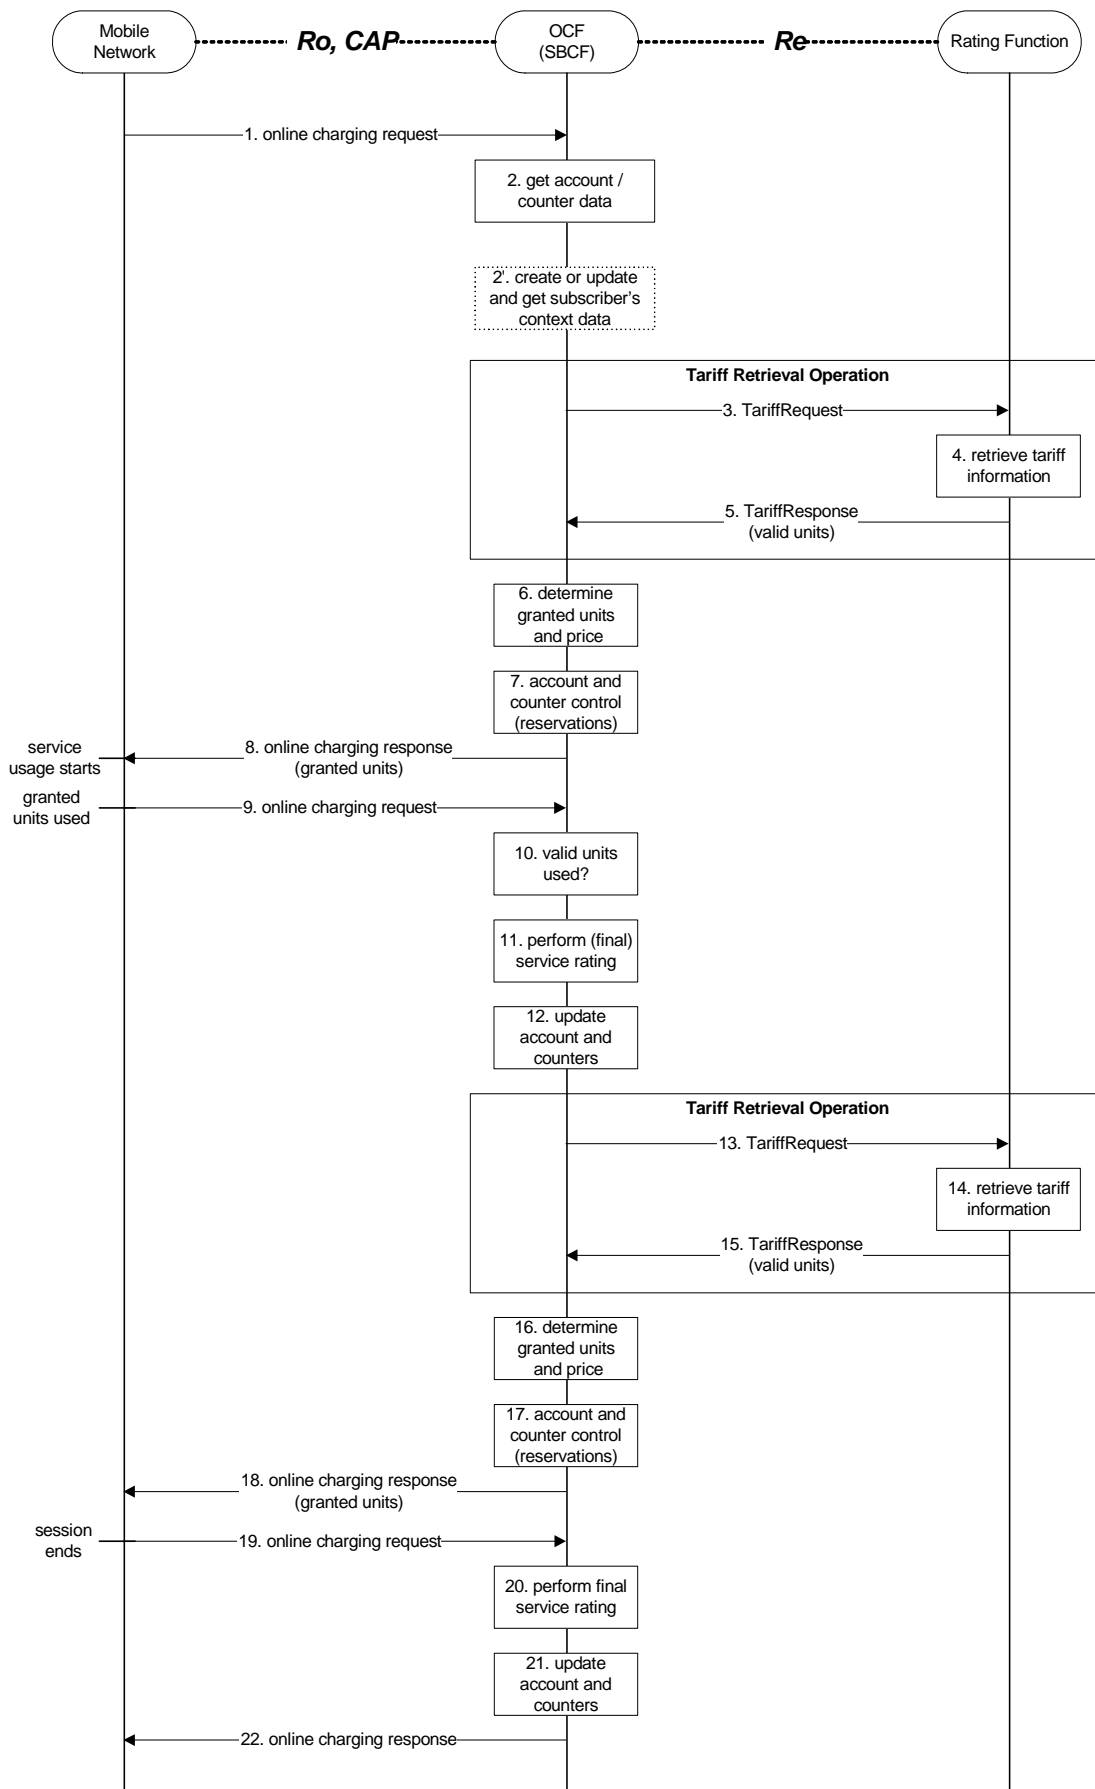 Mobile
Network
Ro, CAP
OCF
(SBCF)
Re
Rating Function
1. online charging request
2. get account /
counter data
2'. create or update
and get subscriber's
context data
Tariff Retrieval Operation
3. TariffRequest
4. retrieve tariff
information
5. TariffResponse
(valid units)
6. determine
granted units
and price
7. account and
counter control
(reservations)
service
usage starts
8. online charging response
(granted units)
granted
units used
9. online charging request
10. valid units
used?
11. perform (final)
service rating
12. update
account and
counters
Tariff Retrieval Operation
13. TariffRequest
14. retrieve tariff
information
15. TariffResponse
(valid units)
16. determine
granted units
and price
17. account and
counter control
(reservations)
18. online charging response
(granted units)
session
ends
19. online charging request
20. perform final
service rating
21. update
account and
counters
22. online charging response